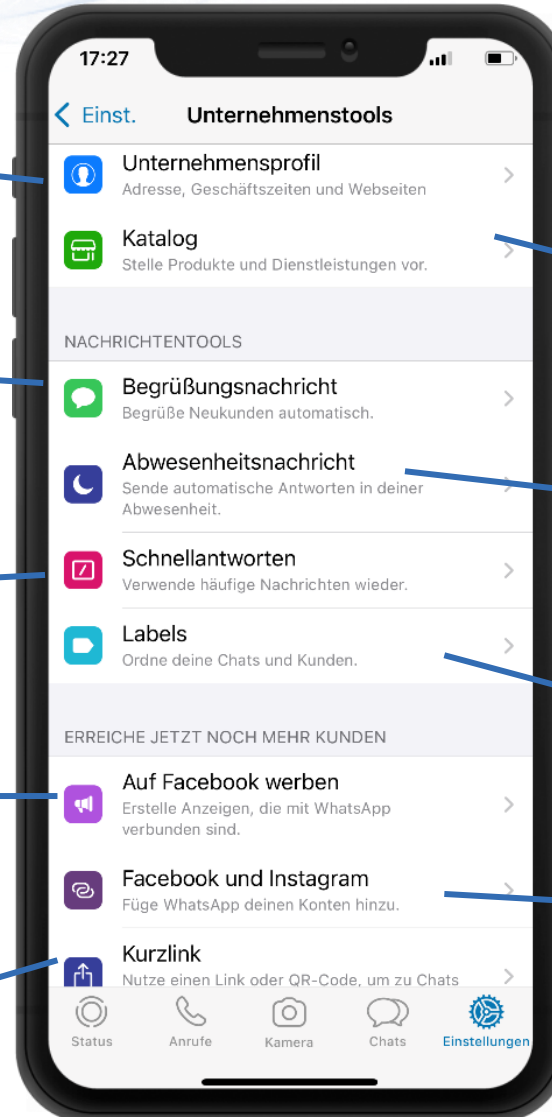 17:27
Einst.
Unternehmenstools
Unternehmensprofil
Adresse, Geschäftszeiten und Webseiten
Katalog
Stelle Produkte und Dienstleistungen vor.
NACHRICHTENTOOLS
Begrüßungsnachricht
Begrüße Neukunden automatisch.
Abwesenheitsnachricht
Sende automatische Antworten in deiner
Abwesenheit.
Schnellantworten
Verwende häufige Nachrichten wieder.
Labels
Ordne deine Chats und Kunden.
ERREICHE JETZT NOCH MEHR KUNDEN
Auf Facebook werben
Erstelle Anzeigen, die mit WhatsApp
verbunden sind.
Facebook und Instagram
Füge WhatsApp deinen Konten hinzu.
Kurzlink
Nutze einen Link oder QR-Code, um zu Chats
Status Anrufe Kamera Chats Einstellungen